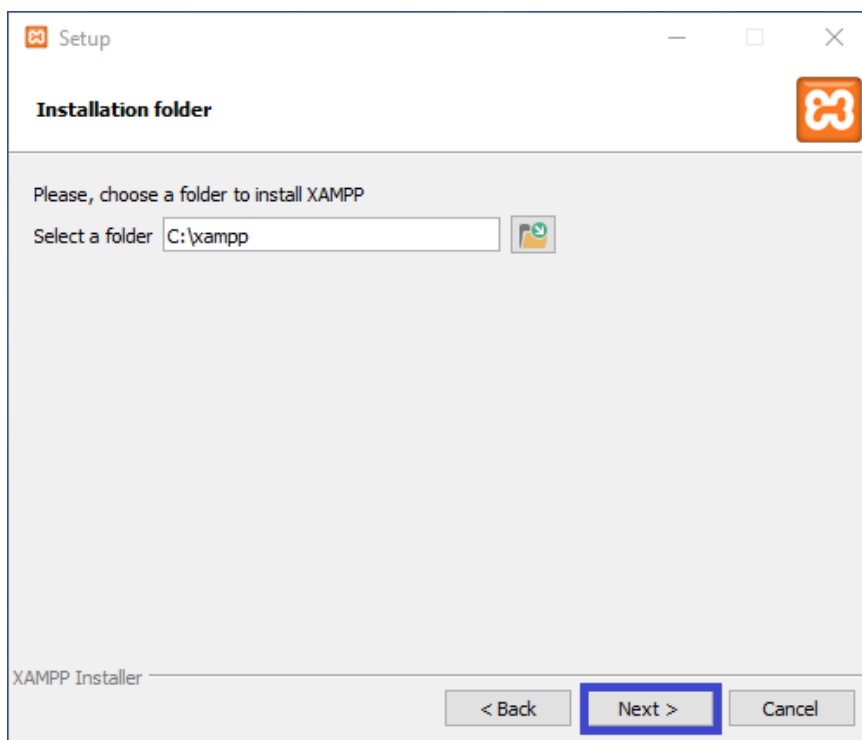 Setup
Installation folder
Please, choose a folder to install XAMPP
Select a folder C:\xampp
XAMPP Installer
< Back Next > Cancel